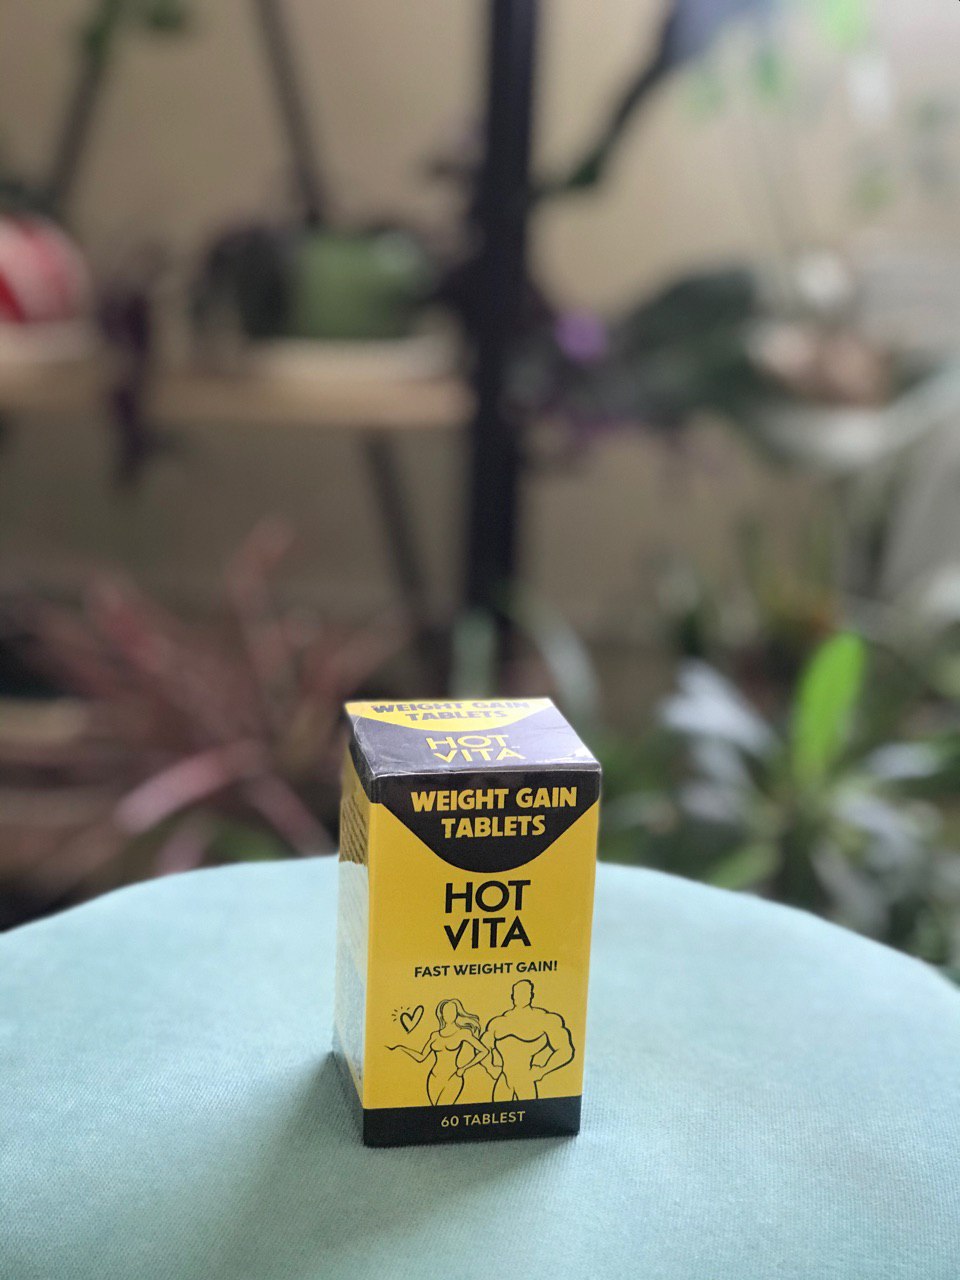 WEIGHT GAIN
TABLETS
HOT
VITA
WEIGHT GAIN
TABLETS
HOT
VITA
FAST WEIGHT GAIN!
60 TABLEST